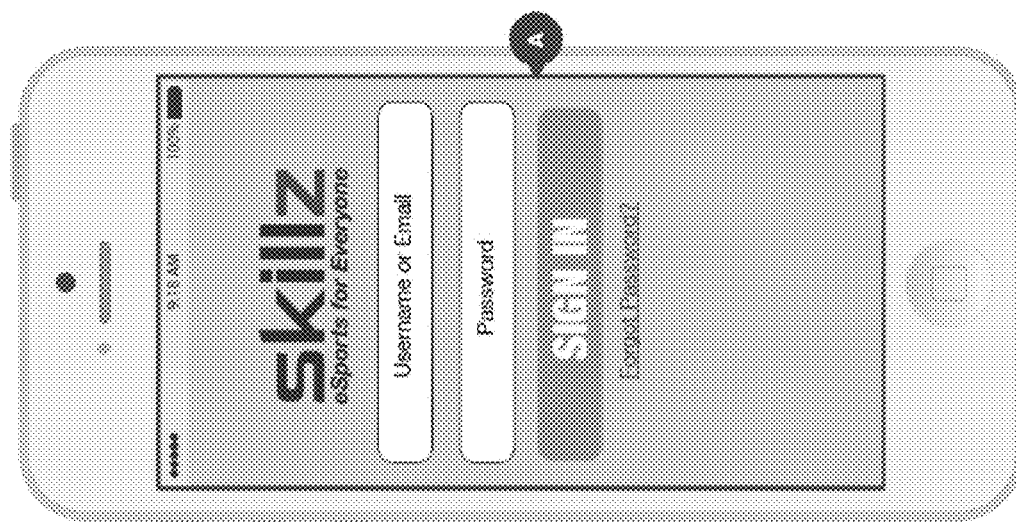 9:18 AM 100%
skillz
eSports for Everyone
Username or Email
Password
SIGN IN
Forgot Password?
A